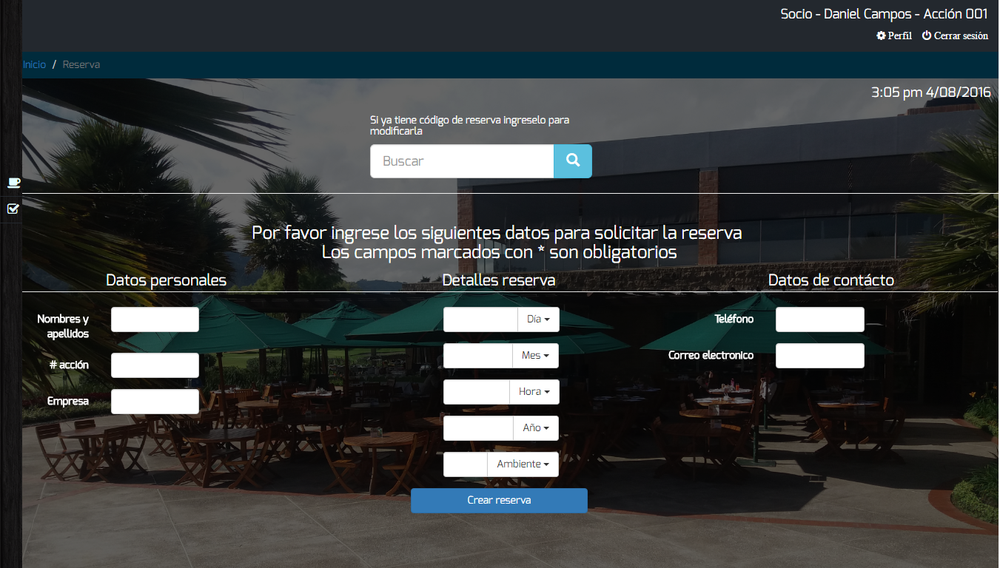 Socio - Daniel Campos - Acción 001
Perfil Cerrar sesión
Inicio / Reserva
3:05 pm 4/08/2016
Si ya tiene código de reserva ingreselo para
modificarla
Buscar
Por favor ingrese los siguientes datos para solicitar la reserva
Los campos marcados con * son obligatorios
Datos personales
Nombres y
apellidos
# acción
Empresa
Detalles reserva
Día
Mes
Hora
Año
Ambiente
Crear reserva
Datos de contácto
Teléfono
Correo electronico